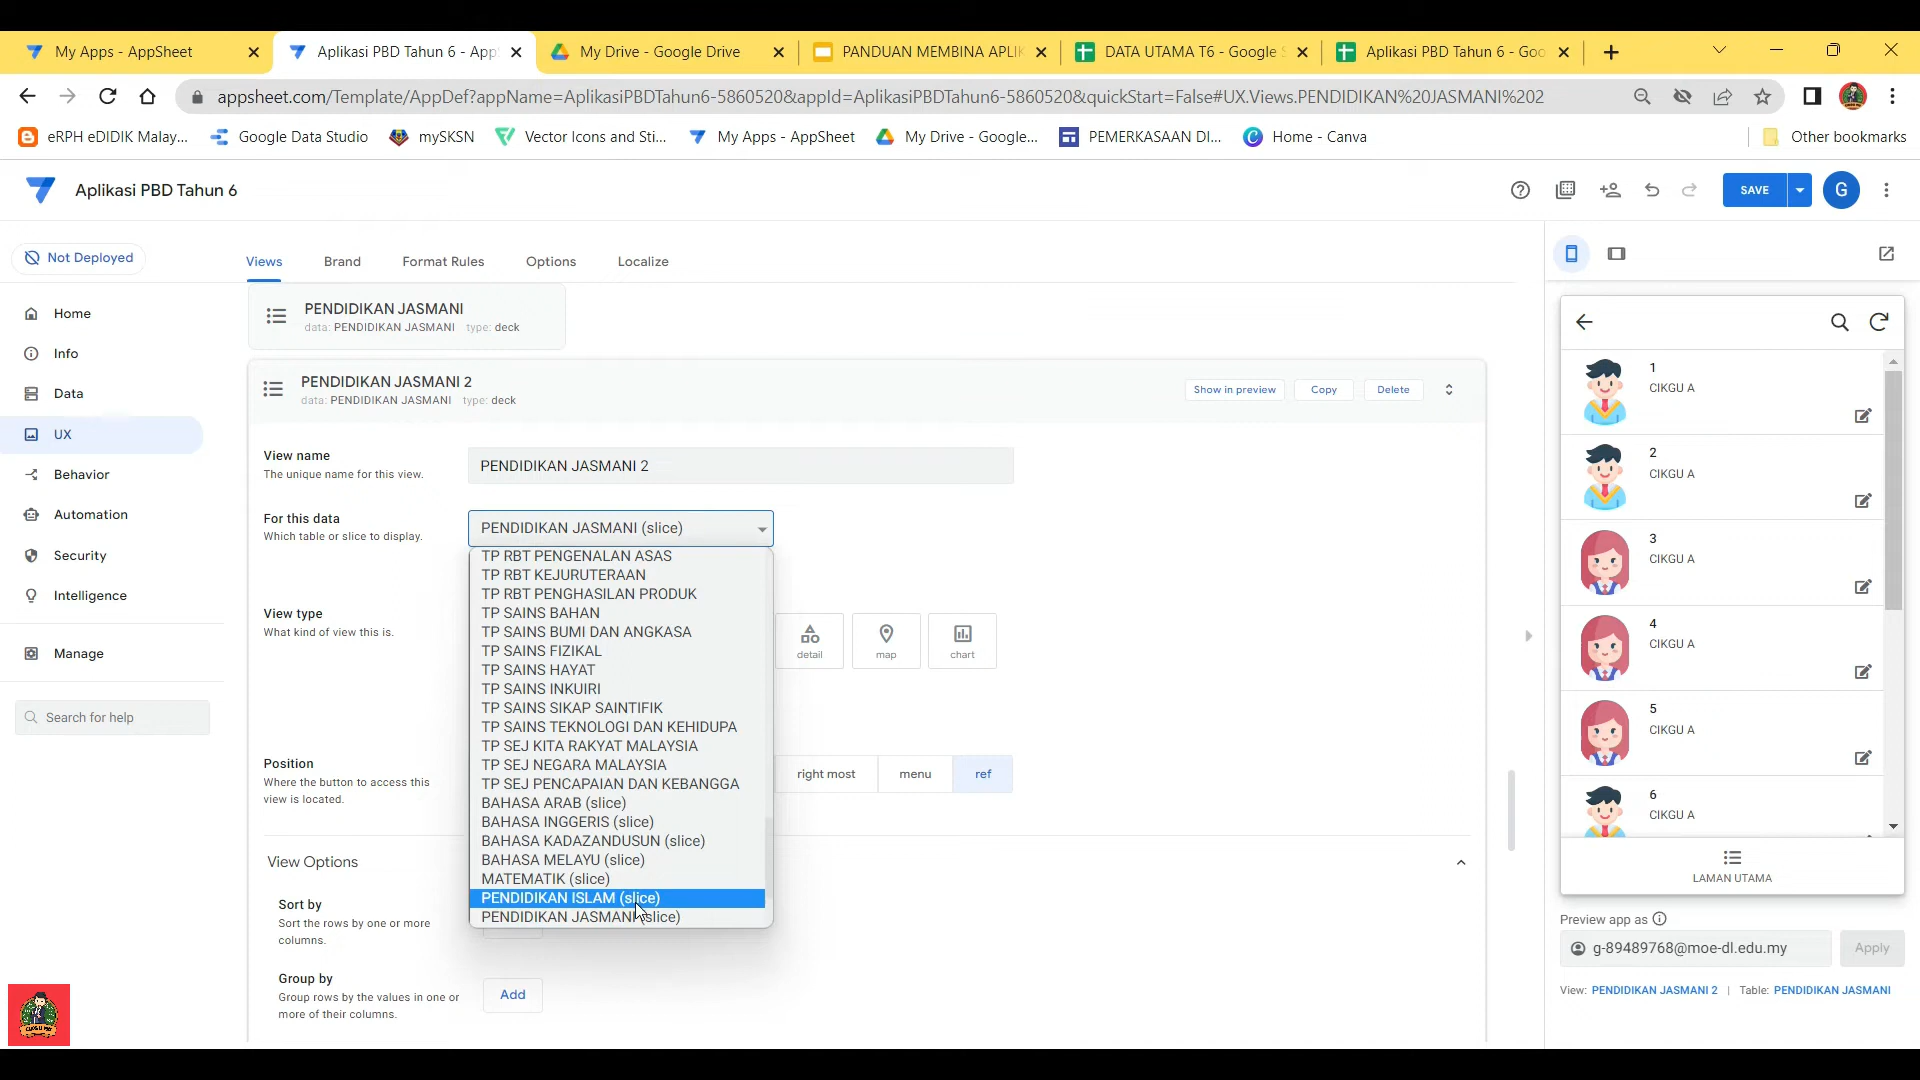 My Apps - AppSheet
Aplikasi PBD Tahun 6 - App
My Drive - Google Drive
PANDUAN MEMBINA APLIK
DATA UTAMA T6 - Google S
Aplikasi PBD Tahun 6 - Goo
appsheet.com/Template/AppDef?appName=AplikasiPBDTahun6-5860520&appId=AplikasiPBDTahun6-5860520&quickStart=False#UX.Views.PENDIDIKAN%20JASMANI%202
eRPH eDIDIK Malay...
Google Data Studio
mySKSN
Vector Icons and Sti...
My Apps - AppSheet
My Drive - Google...
PEMERKASAAN DI...
Home - Canva
Other bookmarks
Aplikasi PBD Tahun 6
SAVE
G
Not Deployed
Views
Brand
Format Rules
Options
Localize
Home
Info
Data
UX
Behavior
Automation
Security
Intelligence
Manage
Search for help
PENDIDIKAN JASMANI
data: PENDIDIKAN JASMANI type: deck
PENDIDIKAN JASMANI 2
data: PENDIDIKAN JASMANI type: deck
Show in preview
Copy
Delete
View name
The unique name for this view.
PENDIDIKAN JASMANI 2
For this data
Which table or slice to display.
PENDIDIKAN JASMANI (slice)
TP RBT PENGENALAN ASAS
TP RBT KEJURUTERAAN
TP RBT PENGHASILAN PRODUK
TP SAINS BAHAN
TP SAINS BUMI DAN ANGKASA
TP SAINS FIZIKAL
TP SAINS HAYAT
TP SAINS INKUIRI
TP SAINS SIKAP SAINTIFIK
TP SAINS TEKNOLOGI DAN KEHIDUPA
TP SEJ KITA RAKYAT MALAYSIA
TP SEJ NEGARA MALAYSIA
TP SEJ PENCAPAIAN DAN KEBANGGA
BAHASA ARAB (slice)
BAHASA INGGERIS (slice)
BAHASA KADAZANDUSUN (slice)
BAHASA MELAYU (slice)
MATEMATIK (slice)
PENDIDIKAN ISLAM (slice)
PENDIDIKAN JASMANI (slice)
View type
What kind of view this is.
detail
map
chart
Position
Where the button to access this
view is located.
right most
menu
ref
View Options
Sort by
Sort the rows by one or more
columns.
Group by
Group rows by the values in one or
more of their columns.
Add
1
CIKGU A
2
CIKGU A
3
CIKGU A
4
CIKGU A
5
CIKGU A
6
CIKGU A
LAMAN UTAMA
Preview app as
g-89489768@moe-dl.edu.my
Apply
View: PENDIDIKAN JASMANI 2 | Table: PENDIDIKAN JASMANI